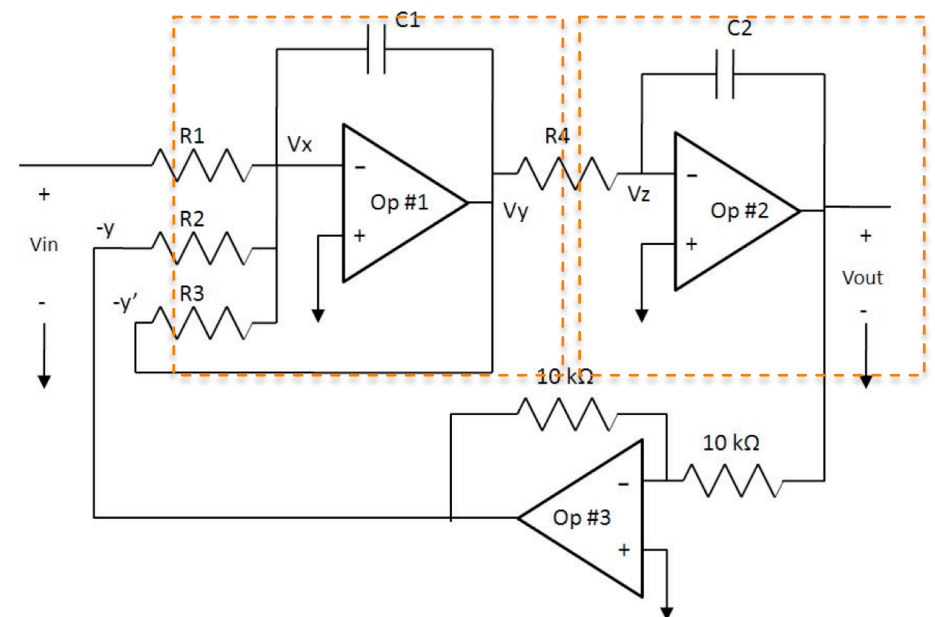 C1
C2
R1
Vx
R4
−
Op #1
+
Vy
Vz
−
Op #2
+
+
Vin
-
-y
R2
-y’
R3
+
Vout
-
10 kΩ
10 kΩ
−
Op #3
+